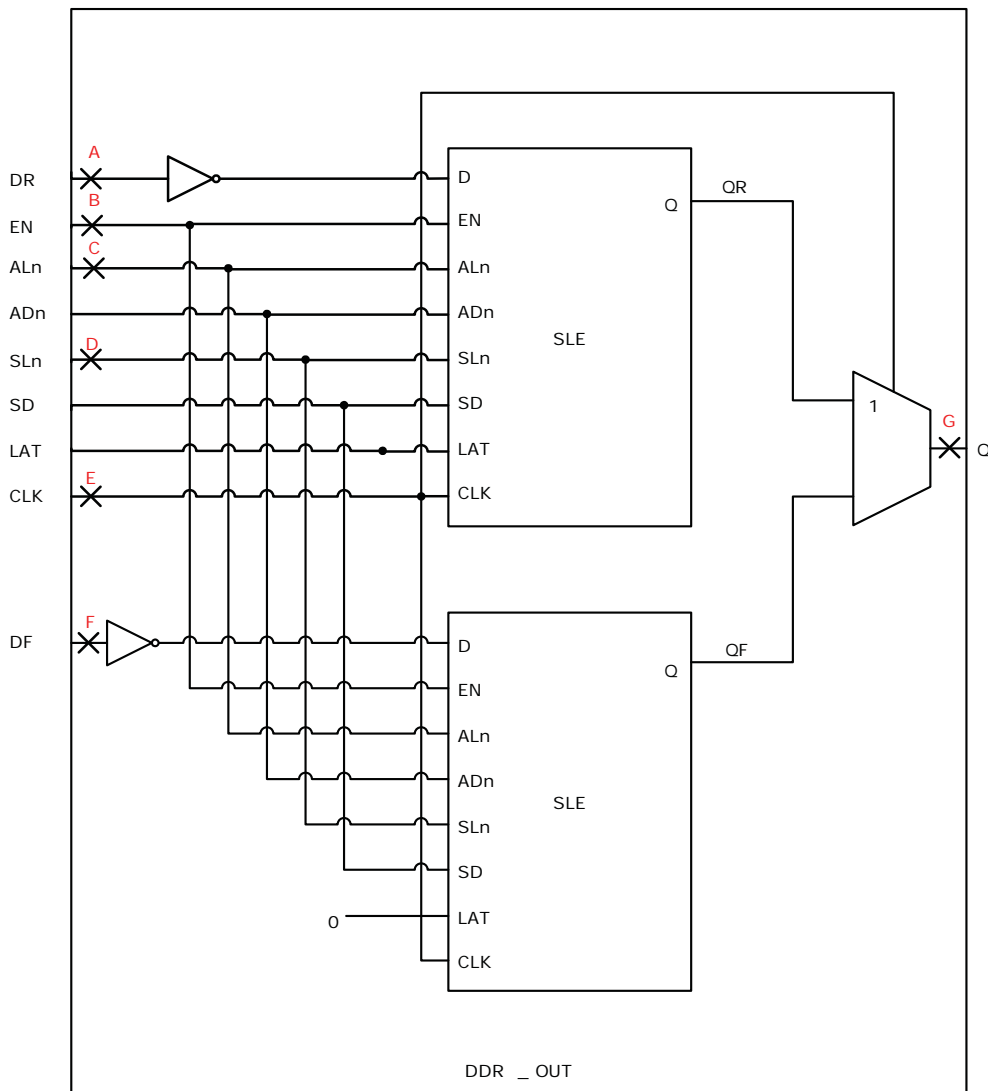 A
DR
B
EN
C
ALn
ADn
D
SLn
SD
LAT
E
CLK
D
EN
ALn
ADn
SLn
SD
LAT
CLK
SLE
Q
QR
1
G
Q
F
DF
D
EN
ALn
ADn
SLn
SD
0
LAT
CLK
SLE
Q
QF
DDR _ OUT